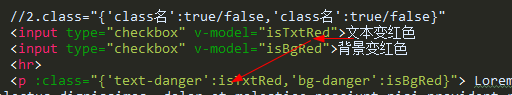 //2.class="{'class名':true/false,'class名':true/false}"
<input type="checkbox" v-model="isTxtRed">文本变红色
<input type="checkbox" v-model="isBgRed">背景变红色
<hr>
<p :class="{'text-danger':isTxtRed,'bg-danger':isBgRed}"> Lorem